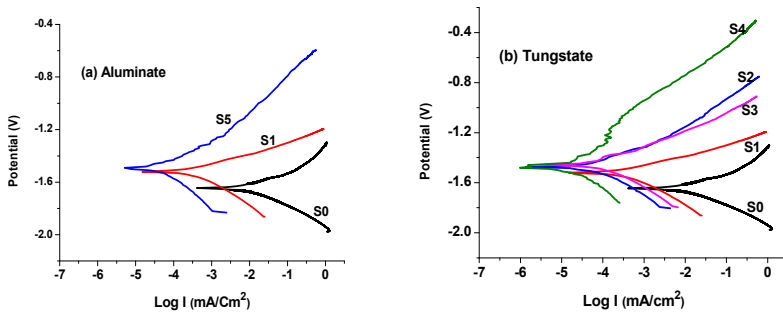 (a) Aluminate
S5
S1
S0
Potential (V)
-0.4
-0.8
-1.2
-1.6
-2.0
-7 -6 -5 -4 -3 -2 -1 0 1
Log I (mA/Cm²)
(b) Tungstate
S4
S2
S3
S1
S0
Potential (V)
-0.4
-0.8
-1.2
-1.6
-2.0
-7 -6 -5 -4 -3 -2 -1 0
Log I (mA/cm²)